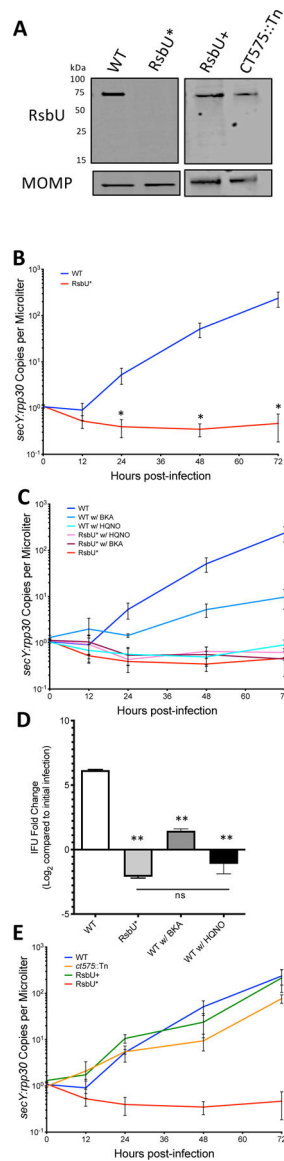 A
WT
RsbU*
RsbU+
CT575::Tn
kDa
75
50
37
25
15
RsbU
MOMP
B
secY:rpp30 Copies per Microliter
10³
10²
10¹
10⁰
10⁻¹
WT
RsbU*
*
*
*
0 12 24 36 48 60 72
Hours post-infection
C
secY:rpp30 Copies per Microliter
10³
10²
10¹
10⁰
10⁻¹
WT
WT w/ BKA
WT w/ HQNO
RsbU* w/ HQNO
RsbU* w/ BKA
RsbU*
0 12 24 36 48 60 72
Hours post-infection
D
IFU Fold Change
(Log₂ compared to initial infection)
10
5
0
-5
**
**
**
ns
WT
RsbU*
WT w/ BKA
WT w/ HQNO
E
secY:rpp30 Copies per Microliter
10³
10²
10¹
10⁰
10⁻¹
WT
ct575::Tn
RsbU+
RsbU*
0 12 24 36 48 60 72
Hours post-infection